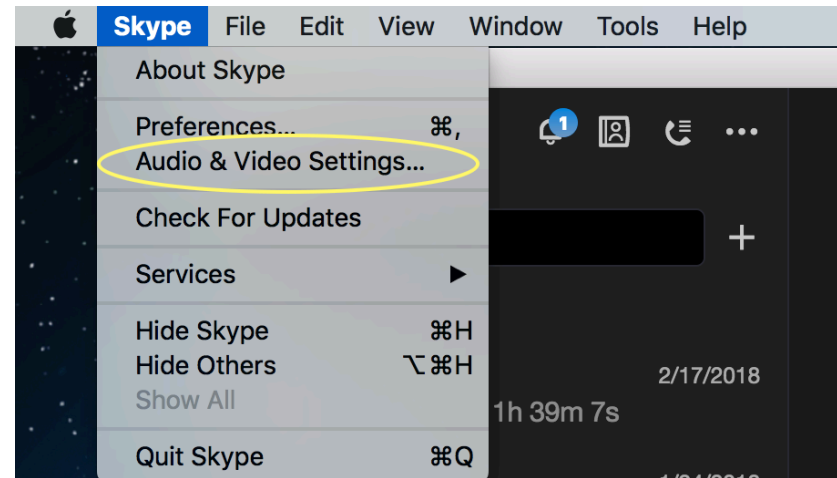 Skype File Edit View Window Tools Help
About Skype
Preferences... ⌘,
1
Audio & Video Settings...
Check For Updates
Services ▶
Hide Skype ⌘H
Hide Others ⌥⌘H
2/17/2018
Show All
1h 39m 7s
Quit Skype ⌘Q